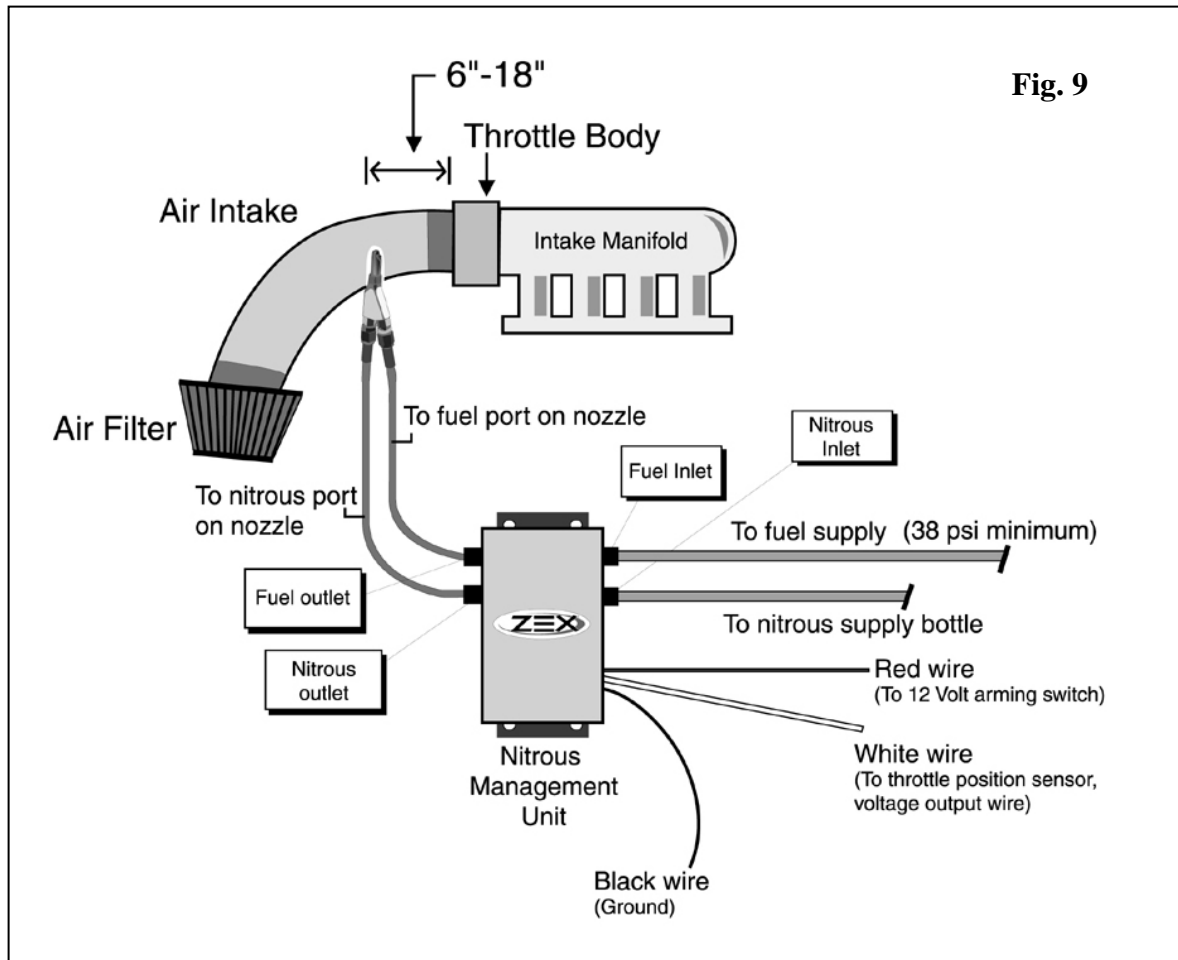 6"-18"
Fig. 9
Throttle Body
Air Intake
Intake Manifold
Air Filter
To fuel port on nozzle
Nitrous
Inlet
Fuel Inlet
To nitrous port
on nozzle
To fuel supply (38 psi minimum)
Fuel outlet
ZEX
To nitrous supply bottle
Nitrous
outlet
Red wire
(To 12 Volt arming switch)
White wire
(To throttle position sensor,
voltage output wire)
Nitrous
Management
Unit
Black wire
(Ground)